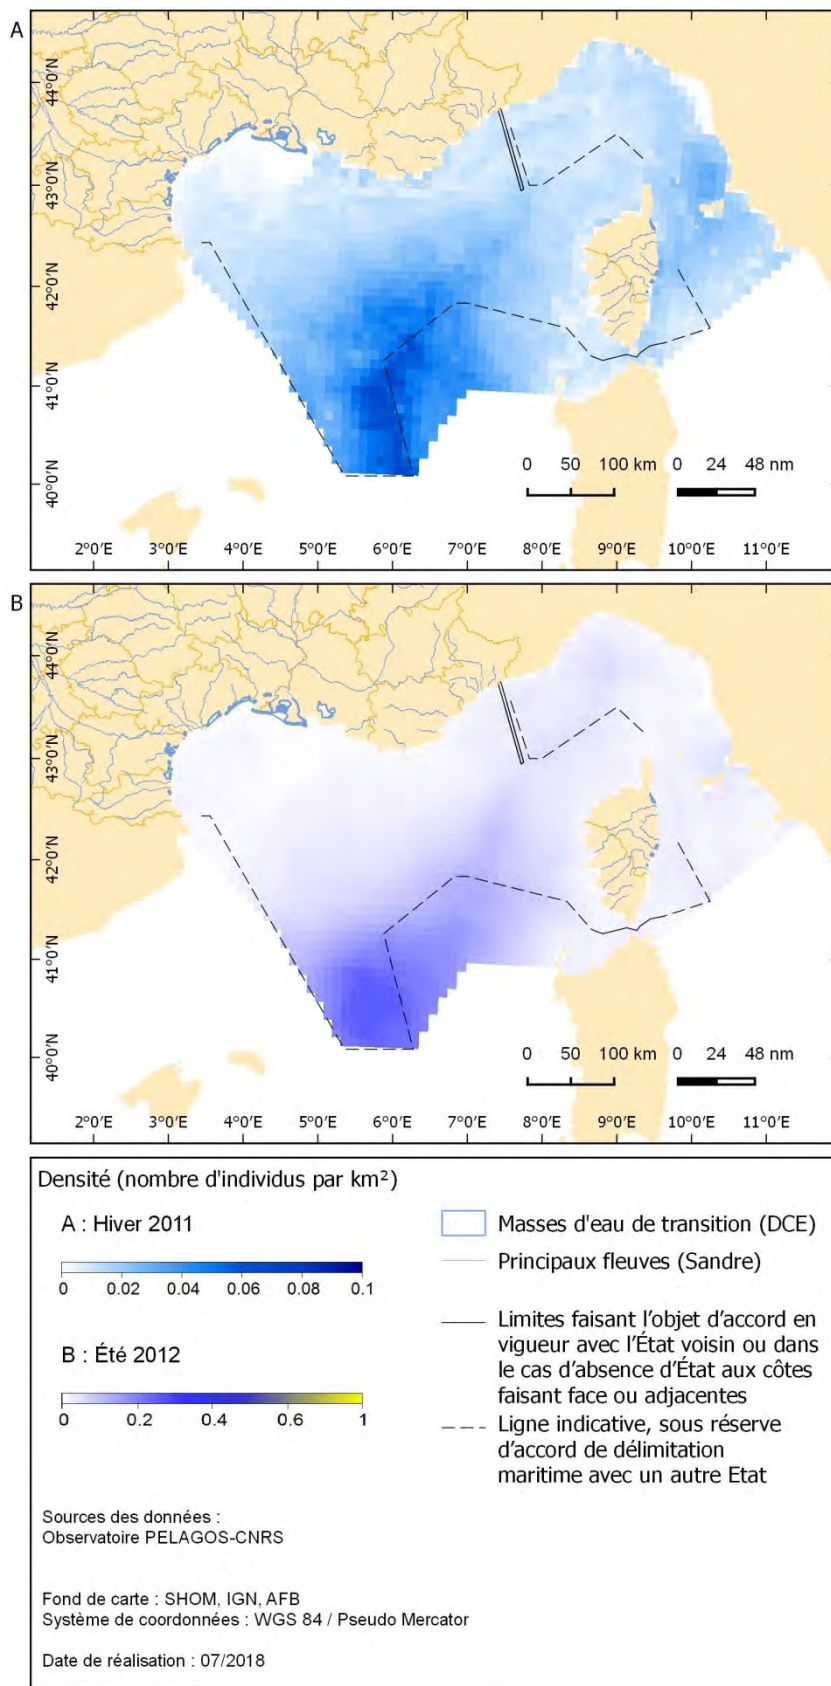 A
44°0'N
43°0'N
42°0'N
41°0'N
40°0'N
0 50 100 km 0 24 48 nm
2°0'E 3°0'E 4°0'E 5°0'E 6°0'E 7°0'E 8°0'E 9°0'E 10°0'E 11°0'E
B
44°0'N
43°0'N
42°0'N
41°0'N
40°0'N
0 50 100 km 0 24 48 nm
2°0'E 3°0'E 4°0'E 5°0'E 6°0'E 7°0'E 8°0'E 9°0'E 10°0'E 11°0'E
Densité (nombre d'individus par km²)
A : Hiver 2011
0 0.02 0.04 0.06 0.08 0.1
B : Été 2012
0 0.2 0.4 0.6 1
Masses d'eau de transition (DCE)
Principaux fleuves (Sandre)
Limites faisant l'objet d'accord en
vigueur avec l'État voisin ou dans
le cas d'absence d'État aux côtes
faisant face ou adjacentes
Ligne indicative, sous réserve
d'accord de délimitation
maritime avec un autre Etat
Sources des données :
Observatoire PELAGOS-CNRS
Fond de carte : SHOM, IGN, AFB
Système de coordonnées : WGS 84 / Pseudo Mercator
Date de réalisation : 07/2018